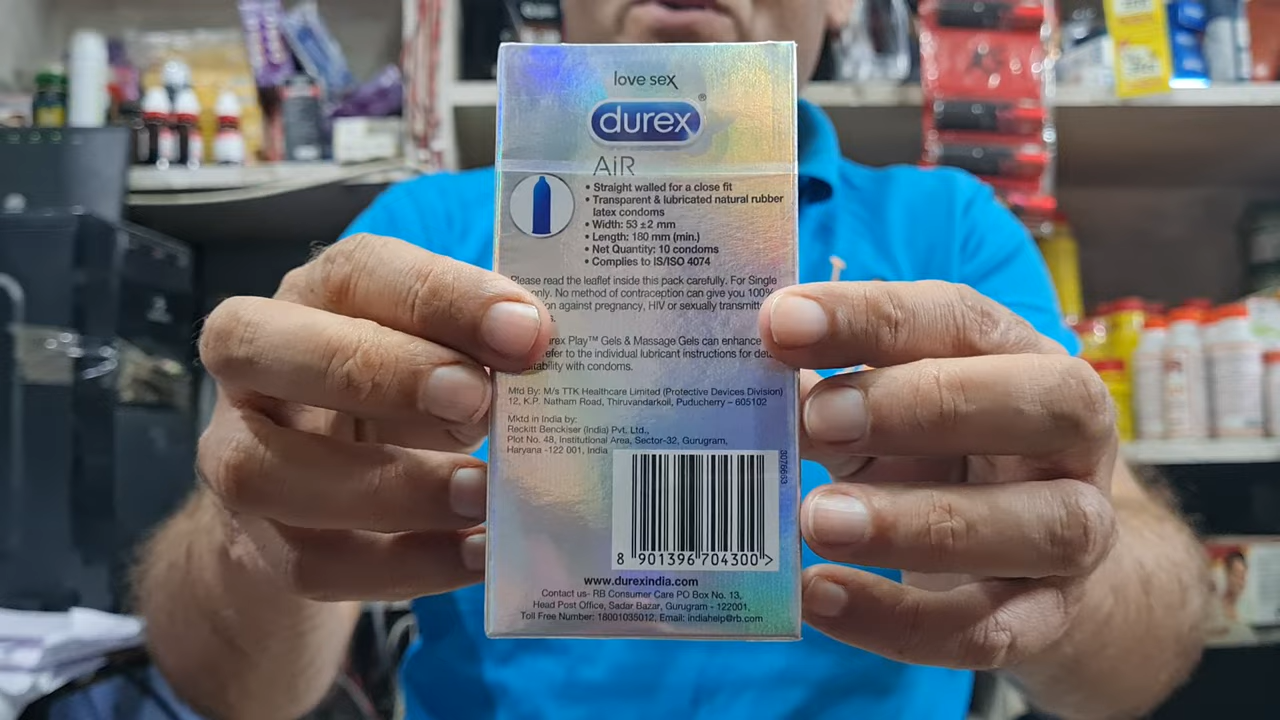 love sex
durex®
AiR
• Straight walled for a close fit
• Transparent & lubricated natural rubber
latex condoms
• Width: 53 ±2 mm
• Length: 180 mm (min.)
• Net Quantity: 10 condoms
• Complies to IS/ISO 4074
Please read the leaflet inside this pack carefully. For Single
only. No method of contraception can give you 100%
against pregnancy, HIV or sexually
Play™ Gels & Massage Gels can enhance
to the individual lubricant instructions for
with condoms.
Mfd By: M/s TTK Healthcare Limited (Protective Devices Division)
12, K.P. Natham Road, Thiruvandarkoil, Puducherry – 605102
Mktd in India by:
Reckitt Benckiser (India) Pvt. Ltd.,
Plot No. 48, Institutional Area, Sector-32, Gurugram,
Haryana -122 001, India
3076663
8 901396 704300 >
www.durexindia.com
Contact us- RB Consumer Care PO Box No. 13,
Head Post Office, Sadar Bazar, Gurugram - 122001,
Toll Free Number: 18001035012, Email: indiahelp@rb.com